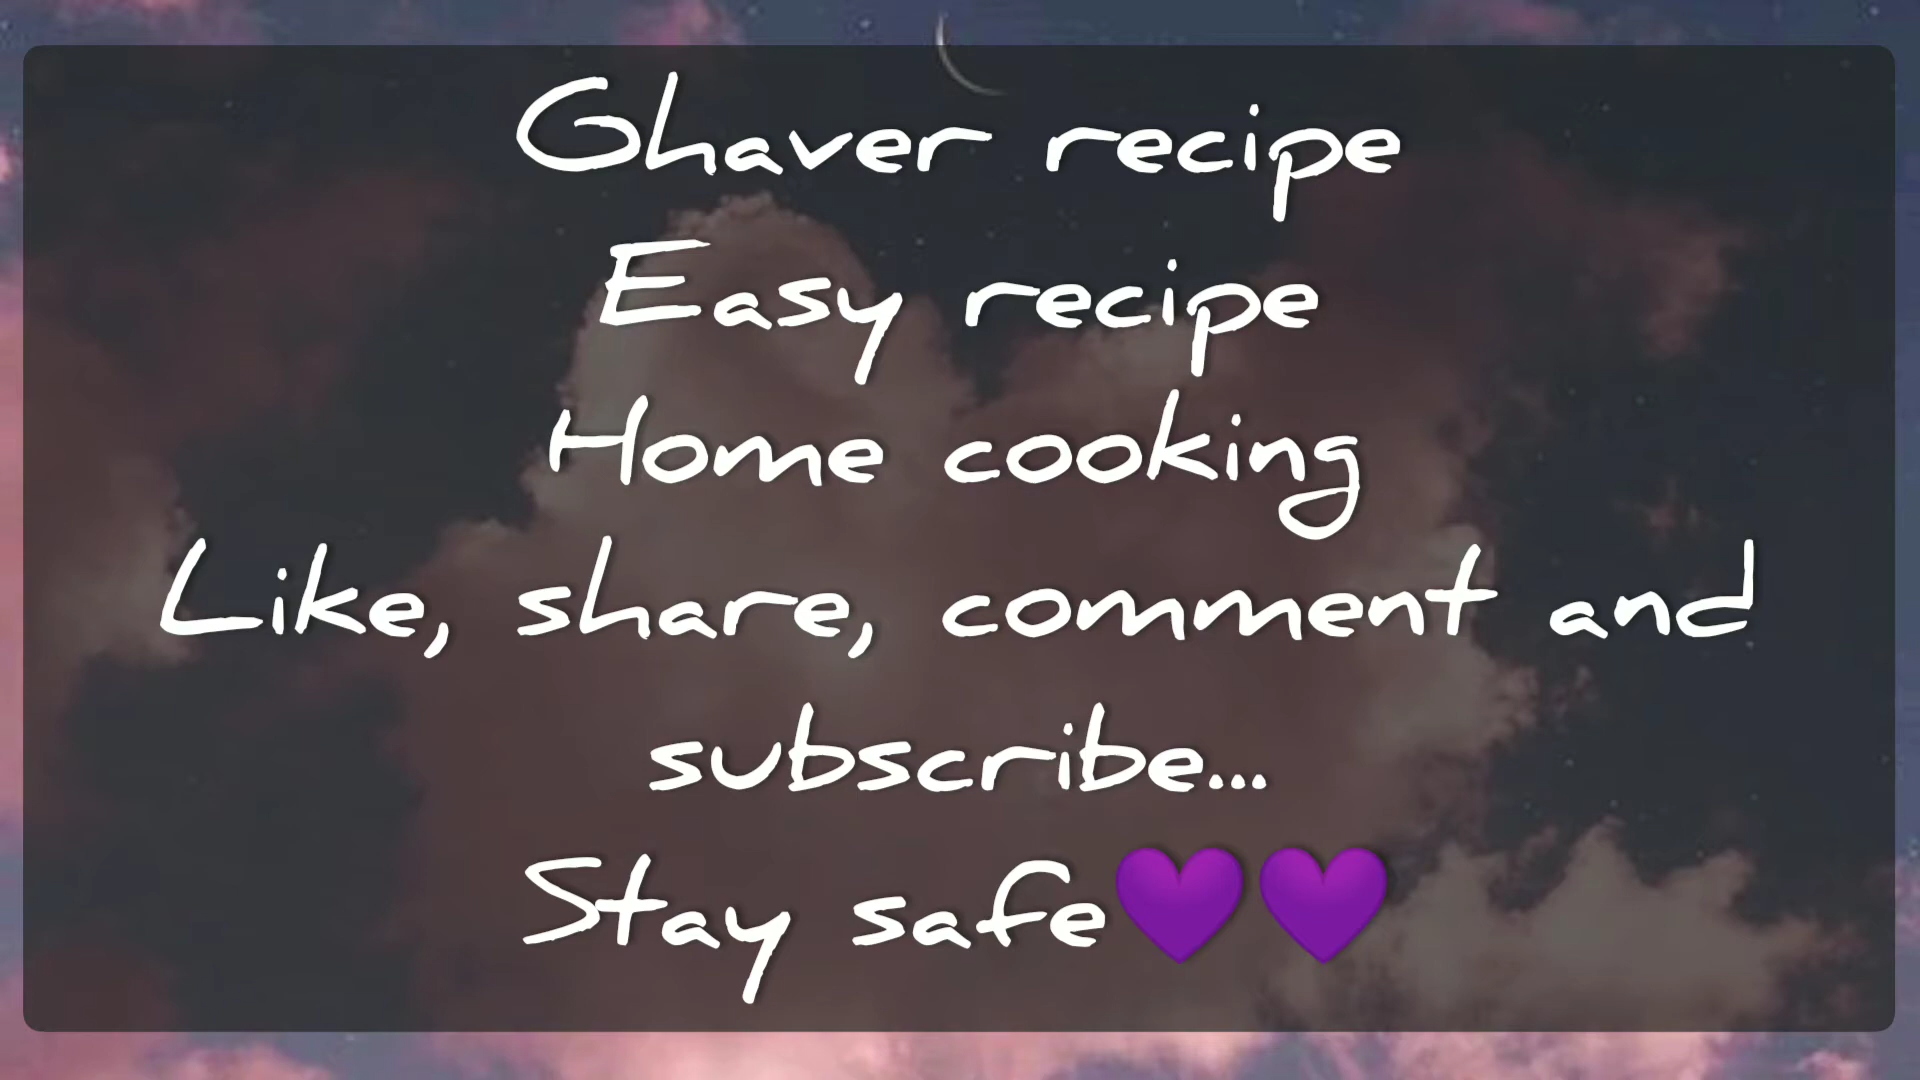 Ghaver recipe
Easy recipe
Home cooking
Like, share, comment and
subscribe...
Stay safe💜💜